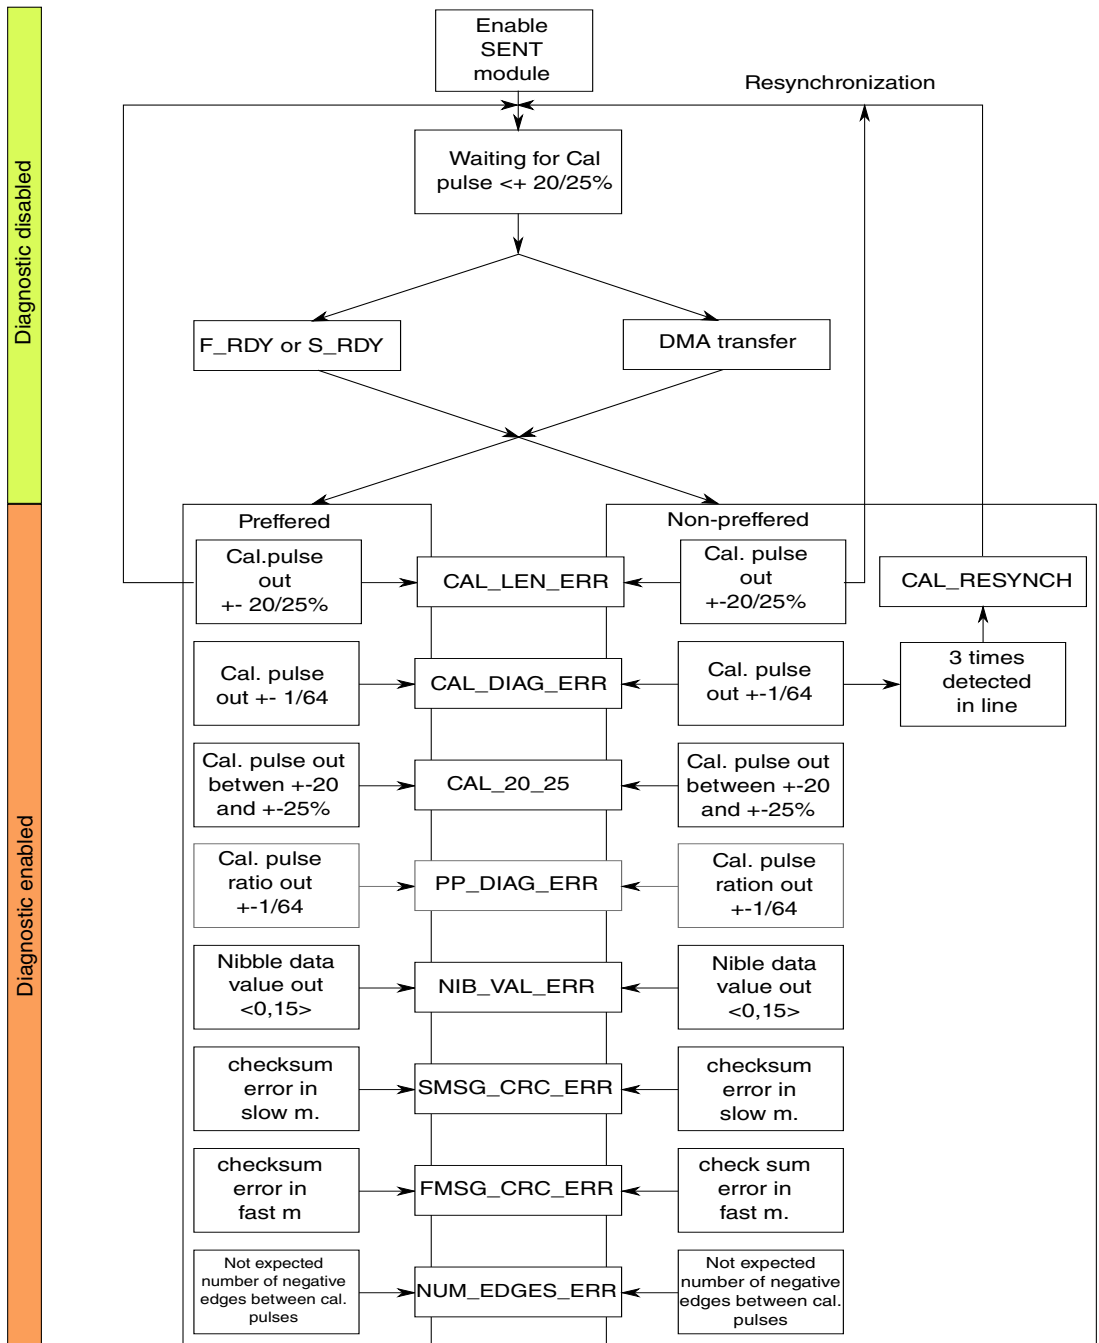 Enable
SENT
module
Resynchronization
Diagnostic disabled
Waiting for Cal
pulse <+ 20/25%
F_RDY or S_RDY
DMA transfer
Diagnostic enabled
Preffered
Non-preffered
Cal.pulse
out
+- 20/25%
CAL_LEN_ERR
Cal. pulse
out
+-20/25%
CAL_RESYNCH
Cal. pulse
out +- 1/64
CAL_DIAG_ERR
Cal. pulse
out +-1/64
3 times
detected
in line
Cal. pulse out
betwen +-20
and +-25%
CAL_20_25
Cal. pulse out
between +-20
and +-25%
Cal. pulse
ratio out
+-1/64
PP_DIAG_ERR
Cal. pulse
ration out
+-1/64
Nibble data
value out
<0,15>
NIB_VAL_ERR
Nible data
value out
<0,15>
checksum
error in
slow m.
SMSG_CRC_ERR
checksum
error in
slow m.
checksum
error in
fast m
FMSG_CRC_ERR
check sum
error in
fast m.
Not expected
number of negative
edges between cal.
pulses
NUM_EDGES_ERR
Not expected
number of negative
edges between cal.
pulses